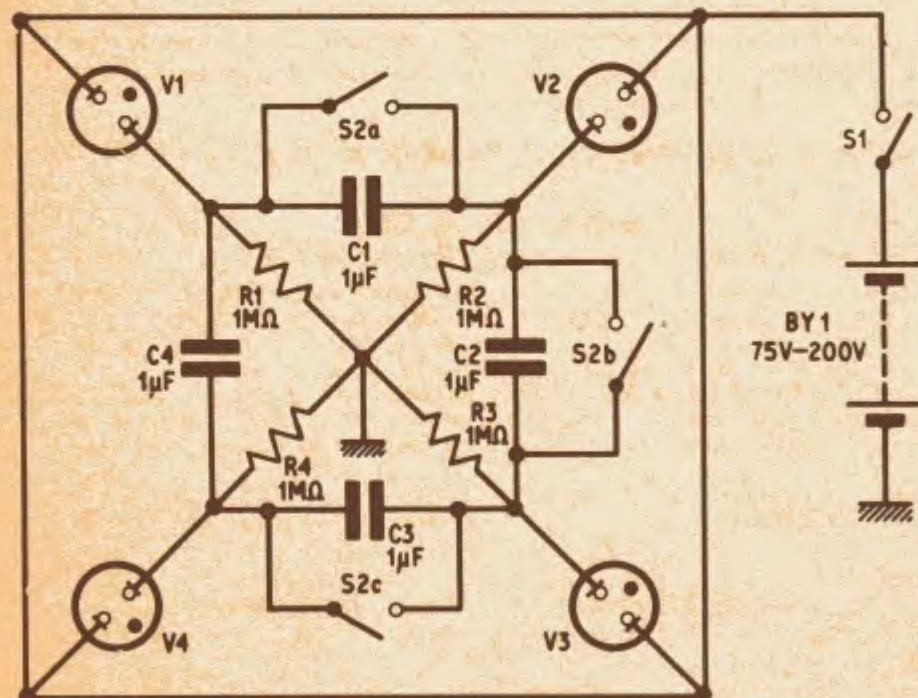 V1
V2
S2a
S1
C1
1µF
R1
1MΩ
R2
1MΩ
C4
1µF
C2
1µF
S2b
BY1
75V–200V
R3
1MΩ
R4
1MΩ
C3
1µF
S2c
V4
V3